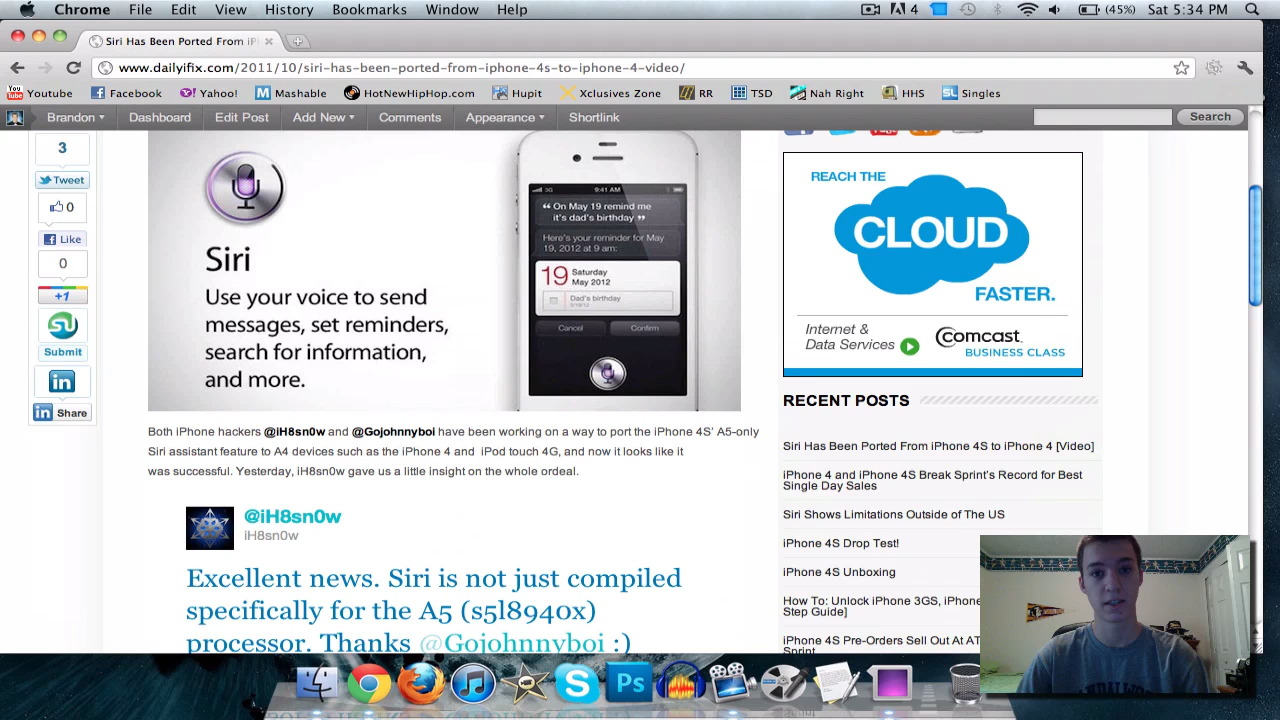 Chrome File Edit View History Bookmarks Window Help 4 (45%) Sat 5:34 PM
Siri Has Been Ported From iP
www.dailyifix.com/2011/10/siri-has-been-ported-from-iphone-4s-to-iphone-4-video/
You Tube Youtube Facebook Yahoo! Mashable HotNewHipHop.com Hupit Xclusives Zone RR TSD Nah Right HHS Singles
Brandon Dashboard Edit Post Add New Comments Appearance Shortlink Search
3
Tweet
0
Like
0
+1
Submit
Share
9:41 AM
3G
On May 19 remind me
it's dad's birthday
Here's your reminder for May
19, 2012 at 9 am:
19 Saturday
May 2012
Dad's birthday
Cancel Confirm
Siri
Use your voice to send
messages, set reminders,
search for information,
and more.
REACH THE
CLOUD
FASTER.
Internet &
Data Services
Comcast.
BUSINESS CLASS
Both iPhone hackers @iH8sn0w and @Gojohnnyboi have been working on a way to port the iPhone 4S’ A5-only
Siri assistant feature to A4 devices such as the iPhone 4 and iPod touch 4G, and now it looks like it
was successful. Yesterday, iH8sn0w gave us a little insight on the whole ordeal.
@iH8sn0w
iH8sn0w
Excellent news. Siri is not just compiled
specifically for the A5 (s5l8940x)
processor. Thanks @Gojohnnyboi :)
RECENT POSTS
Siri Has Been Ported From iPhone 4S to iPhone 4 [Video]
iPhone 4 and iPhone 4S Break Sprint's Record for Best
Single Day Sales
Siri Shows Limitations Outside of The US
iPhone 4S Drop Test!
iPhone 4S Unboxing
How To: Unlock iPhone 3GS, iPhone
Step Guide]
iPhone 4S Pre-Orders Sell Out At AT
Sprint
Ps